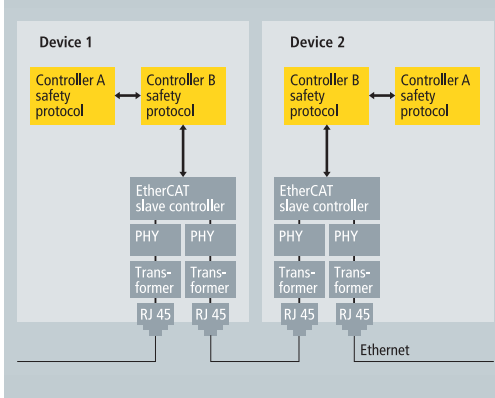 Device 1
Controller A
safety
protocol
Controller B
safety
protocol
EtherCAT
slave controller
PHY
PHY
Trans-
former
Trans-
former
RJ 45
RJ 45
Device 2
Controller B
safety
protocol
Controller A
safety
protocol
EtherCAT
slave controller
PHY
PHY
Trans-
former
Trans-
former
RJ 45
RJ 45
Ethernet